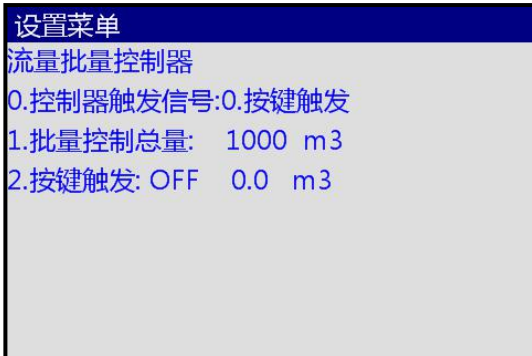 设置菜单
流量批量控制器
0.控制器触发信号:0.按键触发
1.批量控制总量: 1000 m3
2.按键触发: OFF 0.0 m3